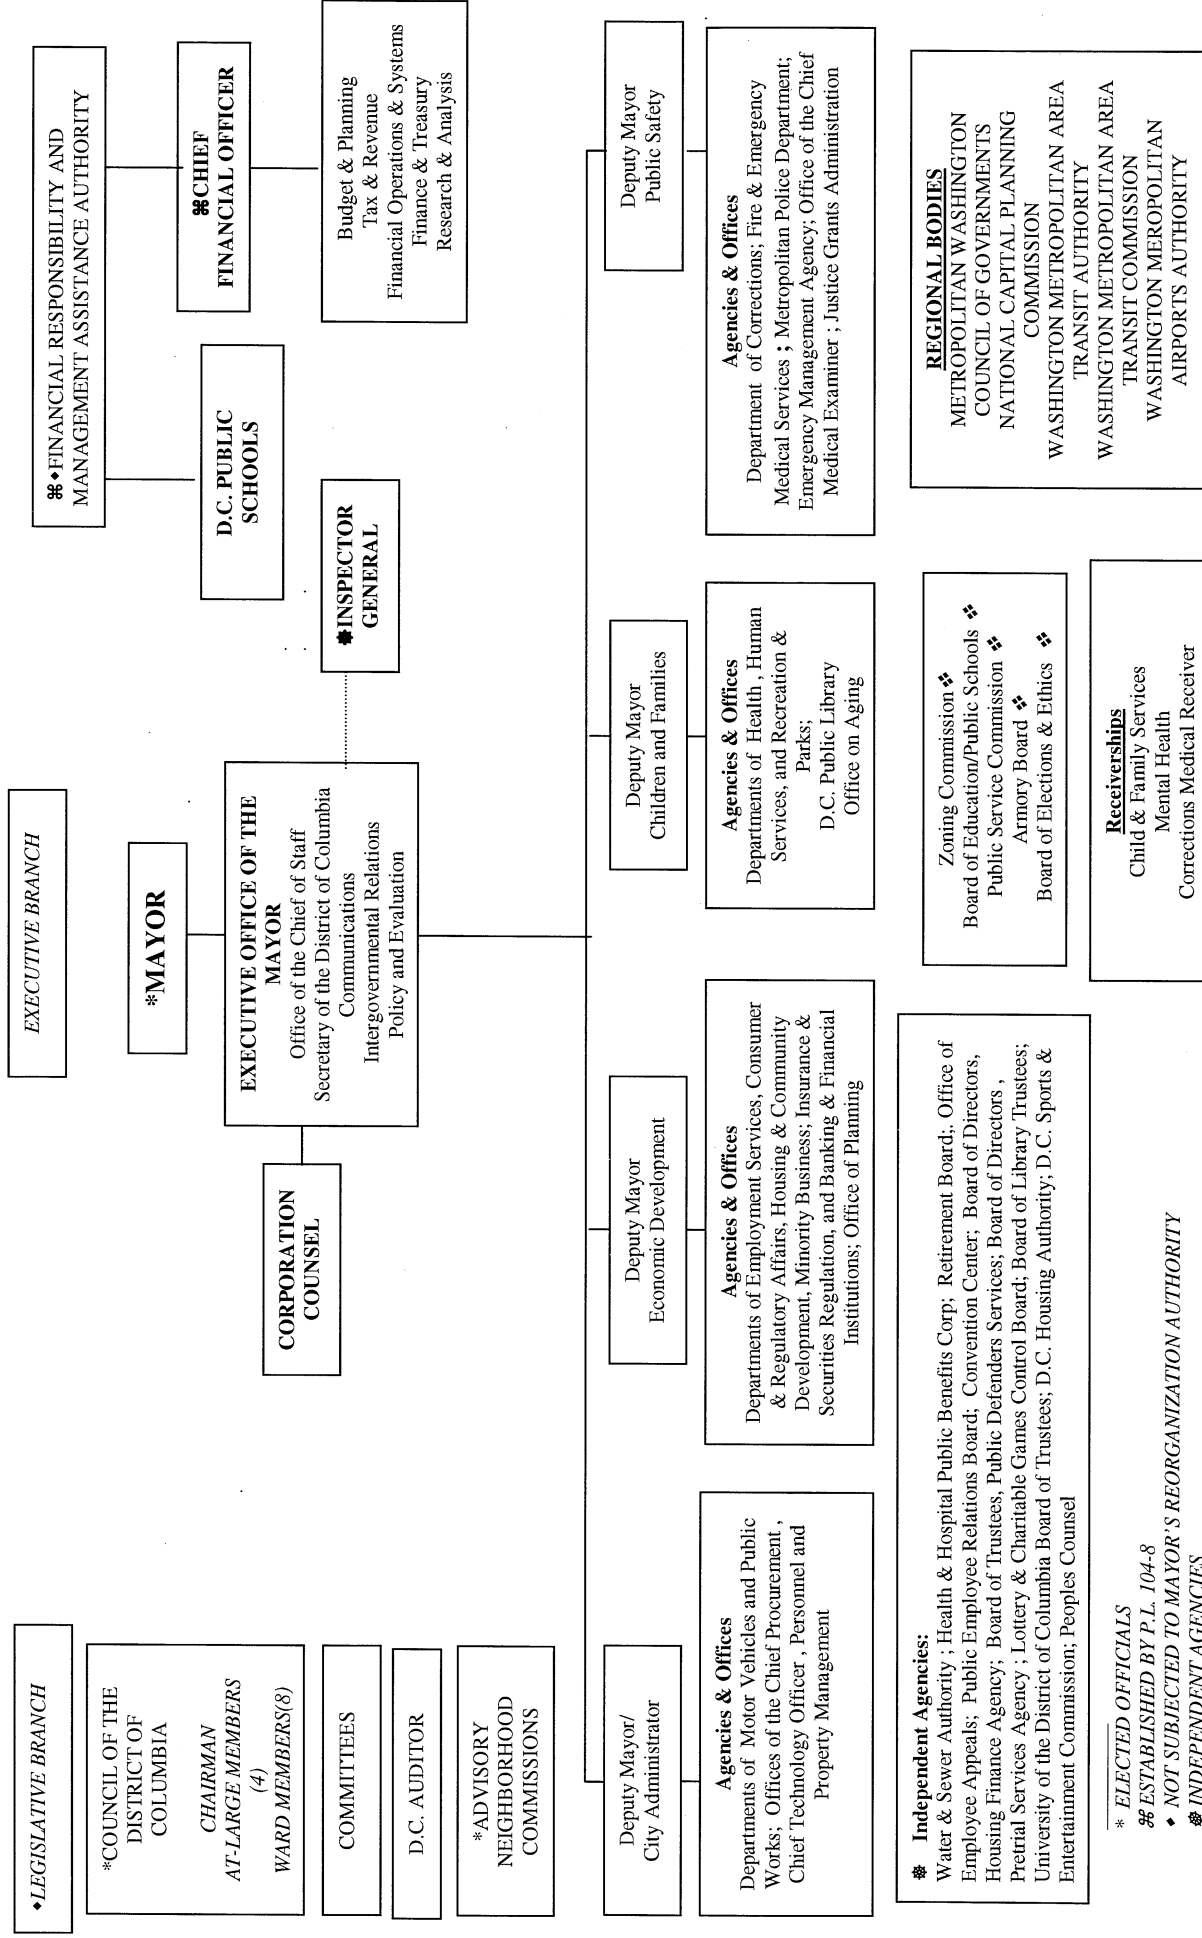 ◆LEGISLATIVE BRANCH
*COUNCIL OF THE
DISTRICT OF
COLUMBIA
CHAIRMAN
AT-LARGE MEMBERS
(4)
WARD MEMBERS(8)
COMMITTEES
D.C. AUDITOR
*ADVISORY
NEIGHBORHOOD
COMMISSIONS
EXECUTIVE BRANCH
*MAYOR
EXECUTIVE OFFICE OF THE
MAYOR
Office of the Chief of Staff
Secretary of the District of Columbia
Communications
Intergovernmental Relations
Policy and Evaluation
CORPORATION
COUNSEL
⌘◆FINANCIAL RESPONSIBILITY AND
MANAGEMENT ASSISTANCE AUTHORITY
D.C. PUBLIC
SCHOOLS
⌘CHIEF
FINANCIAL OFFICER
Budget & Planning
Tax & Revenue
Financial Operations & Systems
Finance & Treasury
Research & Analysis
INSPECTOR
GENERAL
Deputy Mayor/
City Administrator
Deputy Mayor
Economic Development
Deputy Mayor
Children and Families
Deputy Mayor
Public Safety
Agencies & Offices
Departments of Motor Vehicles and Public
Works; Offices of the Chief Procurement ,
Chief Technology Officer , Personnel and
Property Management
Agencies & Offices
Departments of Employment Services, Consumer
& Regulatory Affairs, Housing & Community
Development, Minority Business; Insurance &
Securities Regulation, and Banking & Financial
Institutions; Office of Planning
Agencies & Offices
Departments of Health , Human
Services, and Recreation &
Parks;
D.C. Public Library
Office on Aging
Agencies & Offices
Department of Corrections; Fire & Emergency
Medical Services ; Metropolitan Police Department;
Emergency Management Agency; Office of the Chief
Medical Examiner ; Justice Grants Administration
Independent Agencies:
Water & Sewer Authority ; Health & Hospital Public Benefits Corp; Retirement Board;. Office of
Employee Appeals; Public Employee Relations Board; Convention Center; Board of Directors,
Housing Finance Agency; Board of Trustees, Public Defenders Services; Board of Directors ,
Pretrial Services Agency ; Lottery & Charitable Games Control Board; Board of Library Trustees;
University of the District of Columbia Board of Trustees; D.C. Housing Authority; D.C. Sports &
Entertainment Commission; Peoples Counsel
Zoning Commission ❖
Board of Education/Public Schools ❖
Public Service Commission ❖
Armory Board ❖
Board of Elections & Ethics ❖
REGIONAL BODIES
METROPOLITAN WASHINGTON
COUNCIL OF GOVERNMENTS
NATIONAL CAPITAL PLANNING
COMMISSION
WASHINGTON METROPOLITAN AREA
TRANSIT AUTHORITY
WASHINGTON METROPOLITAN AREA
TRANSIT COMMISSION
WASHINGTON MEROPOLITAN
AIRPORTS AUTHORITY
Receiverships
Child & Family Services
Mental Health
Corrections Medical Receiver
* ELECTED OFFICIALS
⌘ ESTABLISHED BY P.L. 104-8
◆ NOT SUBJECTED TO MAYOR'S REORGANIZATION AUTHORITY
INDEPENDENT AGENCIES